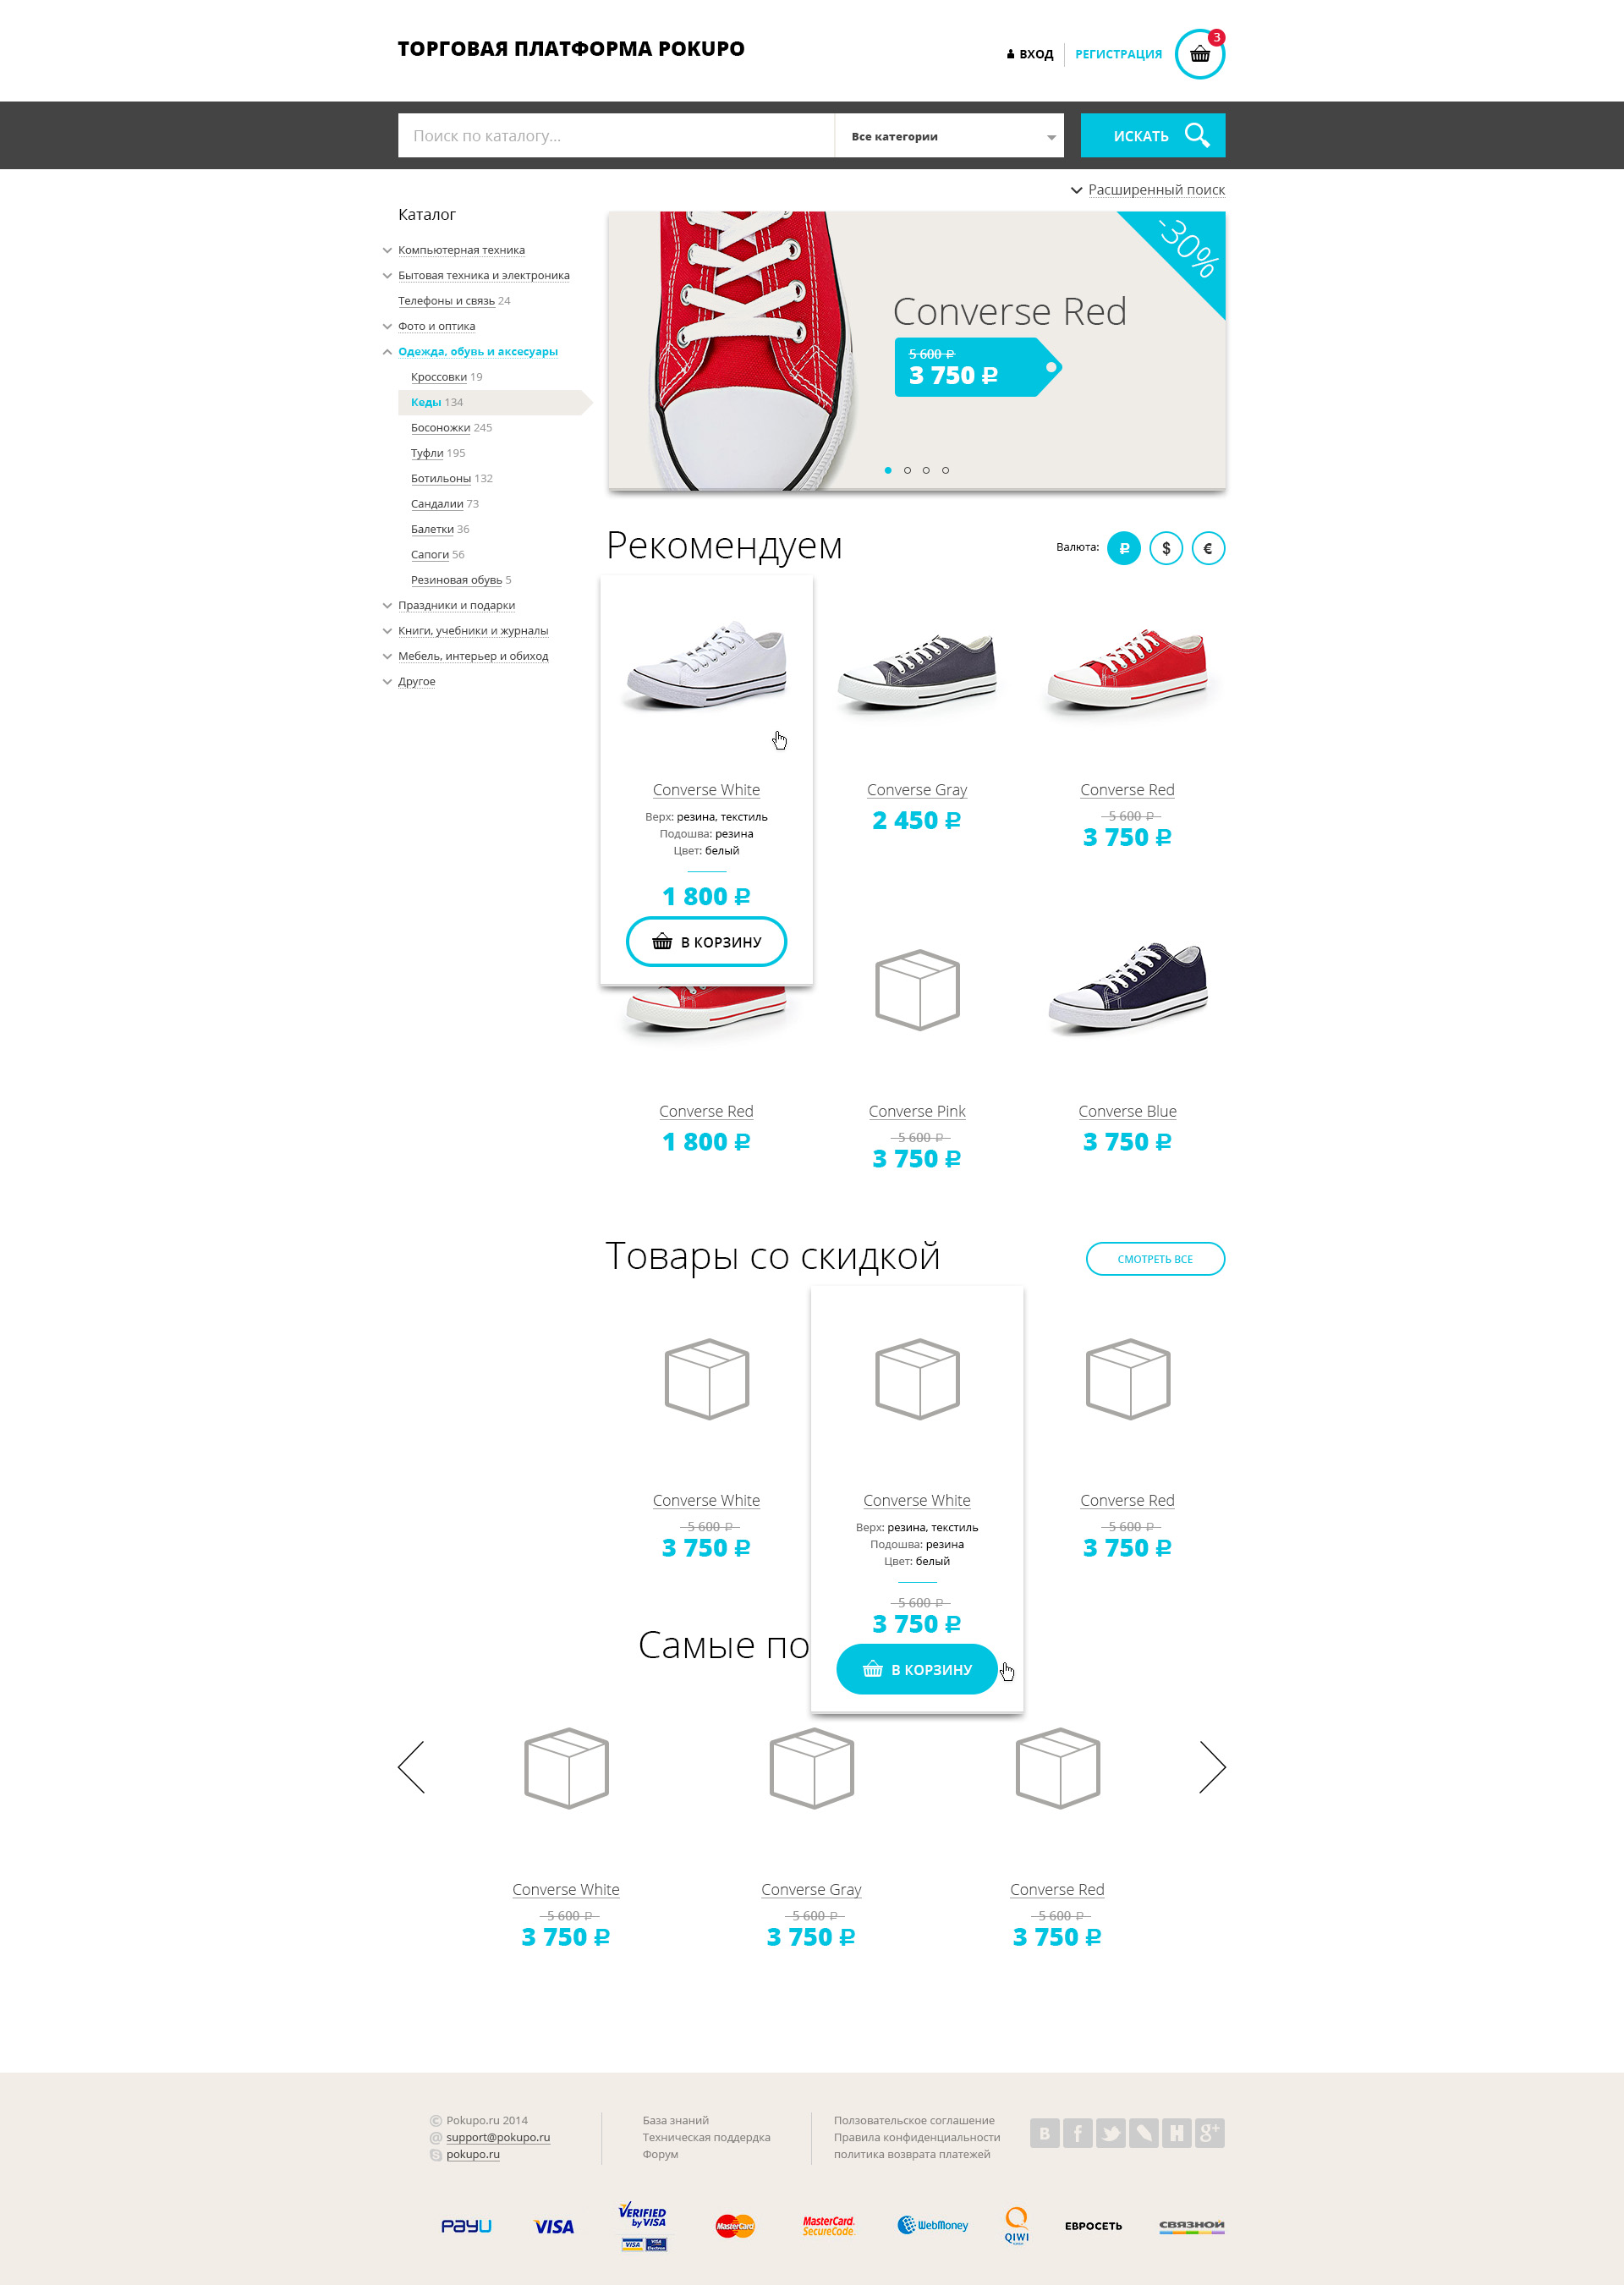 ТОРГОВАЯ ПЛАТФОРМА POKUPO
ВХОД
РЕГИСТРАЦИЯ
3
Поиск по каталогу...
Все категории
ИСКАТЬ
Расширенный поиск
Каталог
Компьютерная техника
Бытовая техника и электроника
Телефоны и связь 24
Фото и оптика
Одежда, обувь и аксесуары
Кроссовки 19
Кеды 134
Босоножки 245
Туфли 195
Ботильоны 132
Сандалии 73
Балетки 36
Сапоги 56
Резиновая обувь 5
Праздники и подарки
Книги, учебники и журналы
Мебель, интерьер и обиход
Другое
-30%
Converse Red
5 600 ₽
3 750 ₽
Рекомендуем
Валюта: ₽ $ €
Converse White
Верх: резина, текстиль
Подошва: резина
Цвет: белый
1 800 ₽
В КОРЗИНУ
Converse Gray
2 450 ₽
Converse Red
5 600 ₽
3 750 ₽
Converse Red
1 800 ₽
Converse Pink
5 600 ₽
3 750 ₽
Converse Blue
3 750 ₽
Товары со скидкой
СМОТРЕТЬ ВСЕ
Converse White
5 600 ₽
3 750 ₽
Converse White
Верх: резина, текстиль
Подошва: резина
Цвет: белый
5 600 ₽
3 750 ₽
В КОРЗИНУ
Converse Red
5 600 ₽
3 750 ₽
Самые по
Converse White
5 600 ₽
3 750 ₽
Converse Gray
5 600 ₽
3 750 ₽
Converse Red
5 600 ₽
3 750 ₽
© Pokupo.ru 2014
@ support@pokupo.ru
pokupo.ru
База знаний
Техническая поддердка
Форум
Ползовательское соглашение
Правила конфиденциальности
политика возврата платежей
B f H g+
PayU
VISA
VERIFIED
by VISA
VISA
VISA
Electron
MasterCard
MasterCard.
SecureCode.
WebMoney
QIWI
ЕВРОСЕТЬ
СВЯЗНОЙ